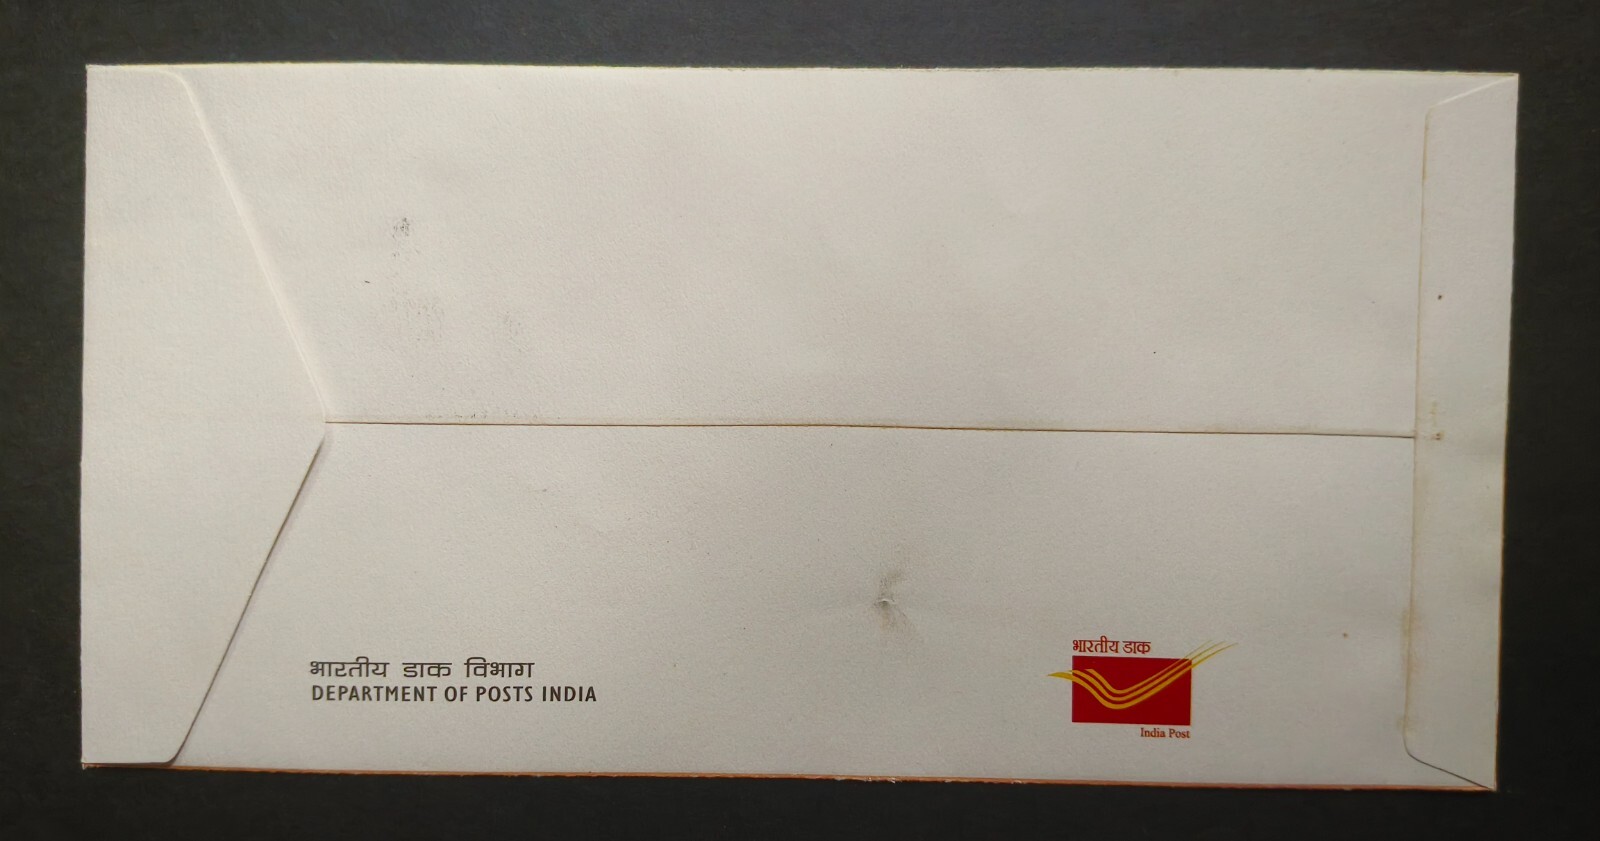 भारतीय डाक विभाग
DEPARTMENT OF POSTS INDIA
भारतीय डाक
India Post